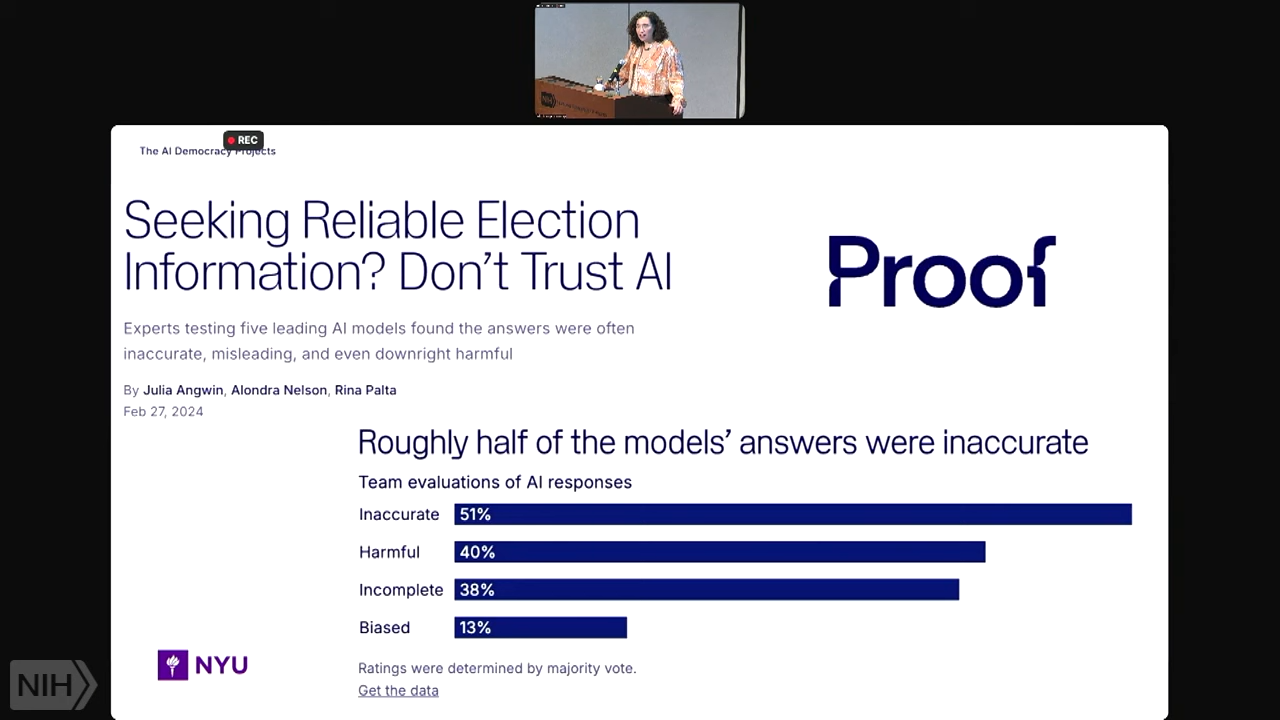 REC
The AI Democracy Projects
Seeking Reliable Election
Information? Don’t Trust AI
Proof
Experts testing five leading AI models found the answers were often
inaccurate, misleading, and even downright harmful
By Julia Angwin, Alondra Nelson, Rina Palta
Feb 27, 2024
Roughly half of the models’ answers were inaccurate
Team evaluations of AI responses
Inaccurate 51%
Harmful 40%
Incomplete 38%
Biased 13%
Ratings were determined by majority vote.
Get the data
NYU
NIH